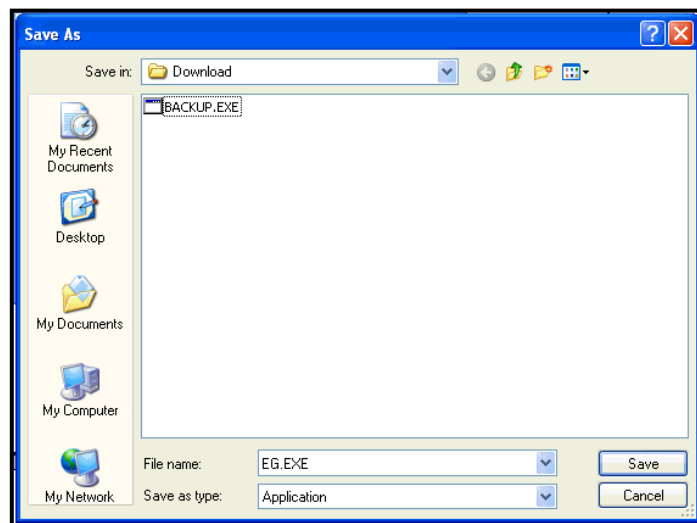 Save As
Save in:
Download
BACKUP.EXE
My Recent
Documents
Desktop
My Documents
My Computer
My Network
File name:
EG.EXE
Save
Save as type:
Application
Cancel